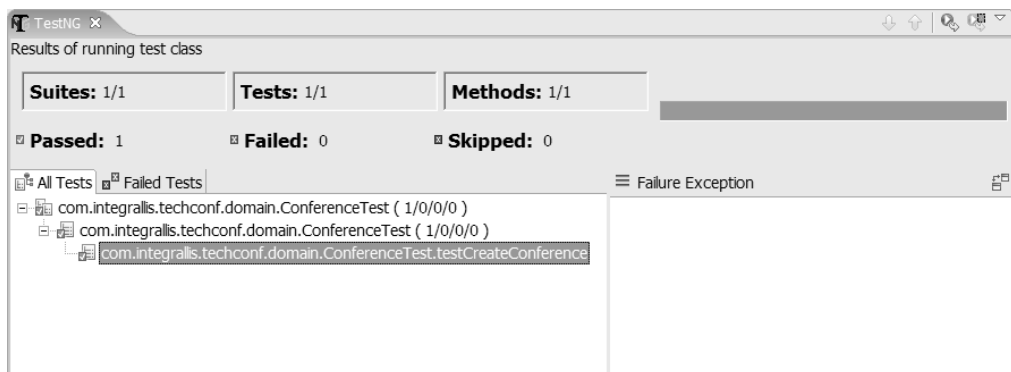 TestNG
Results of running test class
Suites: 1/1 Tests: 1/1 Methods: 1/1
Passed: 1 Failed: 0 Skipped: 0
All Tests Failed Tests Failure Exception
com.integrallis.techconf.domain.ConferenceTest ( 1/0/0/0 )
com.integrallis.techconf.domain.ConferenceTest ( 1/0/0/0 )
com.integrallis.techconf.domain.ConferenceTest.testCreateConference